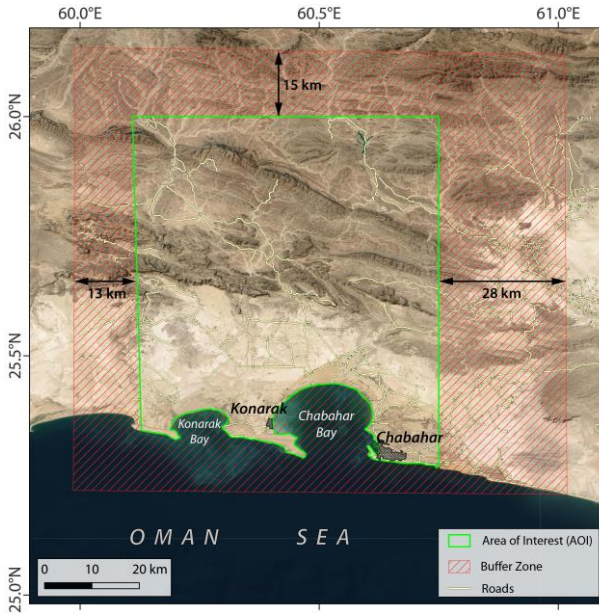 60.0°E 60.5°E 61.0°E
15 km
26.0°N
13 km
28 km
25.5°N
Konarak
Konarak
Bay
Chabahar
Bay
Chabahar
OMAN SEA
25.0°N
0 10 20 km
Area of Interest (AOI)
Buffer Zone
Roads